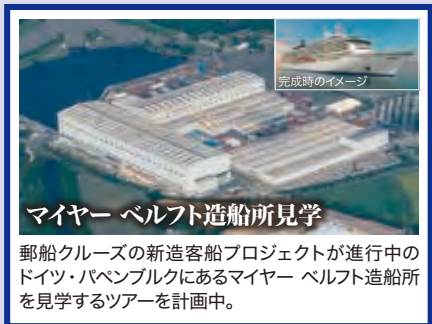 完成時のイメージ
マイヤー ベルフト造船所見学
郵船クルーズの新造客船プロジェクトが進行中の
ドイツ・パペンブルクにあるマイヤー ベルフト造船所
を見学するツアーを計画中。